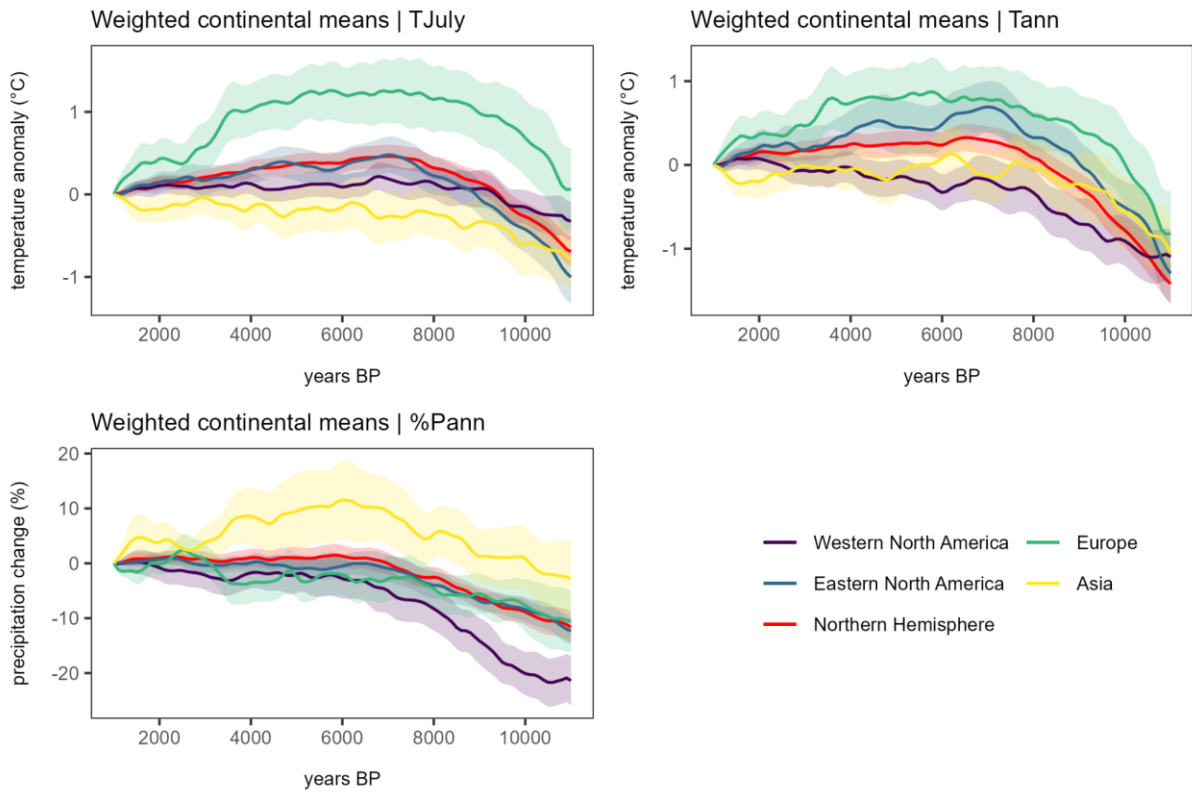 Weighted continental means | TJuly
temperature anomaly (°C)
1
0
-1
2000 4000 6000 8000 10000
years BP
Weighted continental means | Tann
temperature anomaly (°C)
1
0
-1
2000 4000 6000 8000 10000
years BP
Weighted continental means | %Pann
precipitation change (%)
20
10
0
-10
-20
2000 4000 6000 8000 10000
years BP
Western North America
Eastern North America
Northern Hemisphere
Europe
Asia